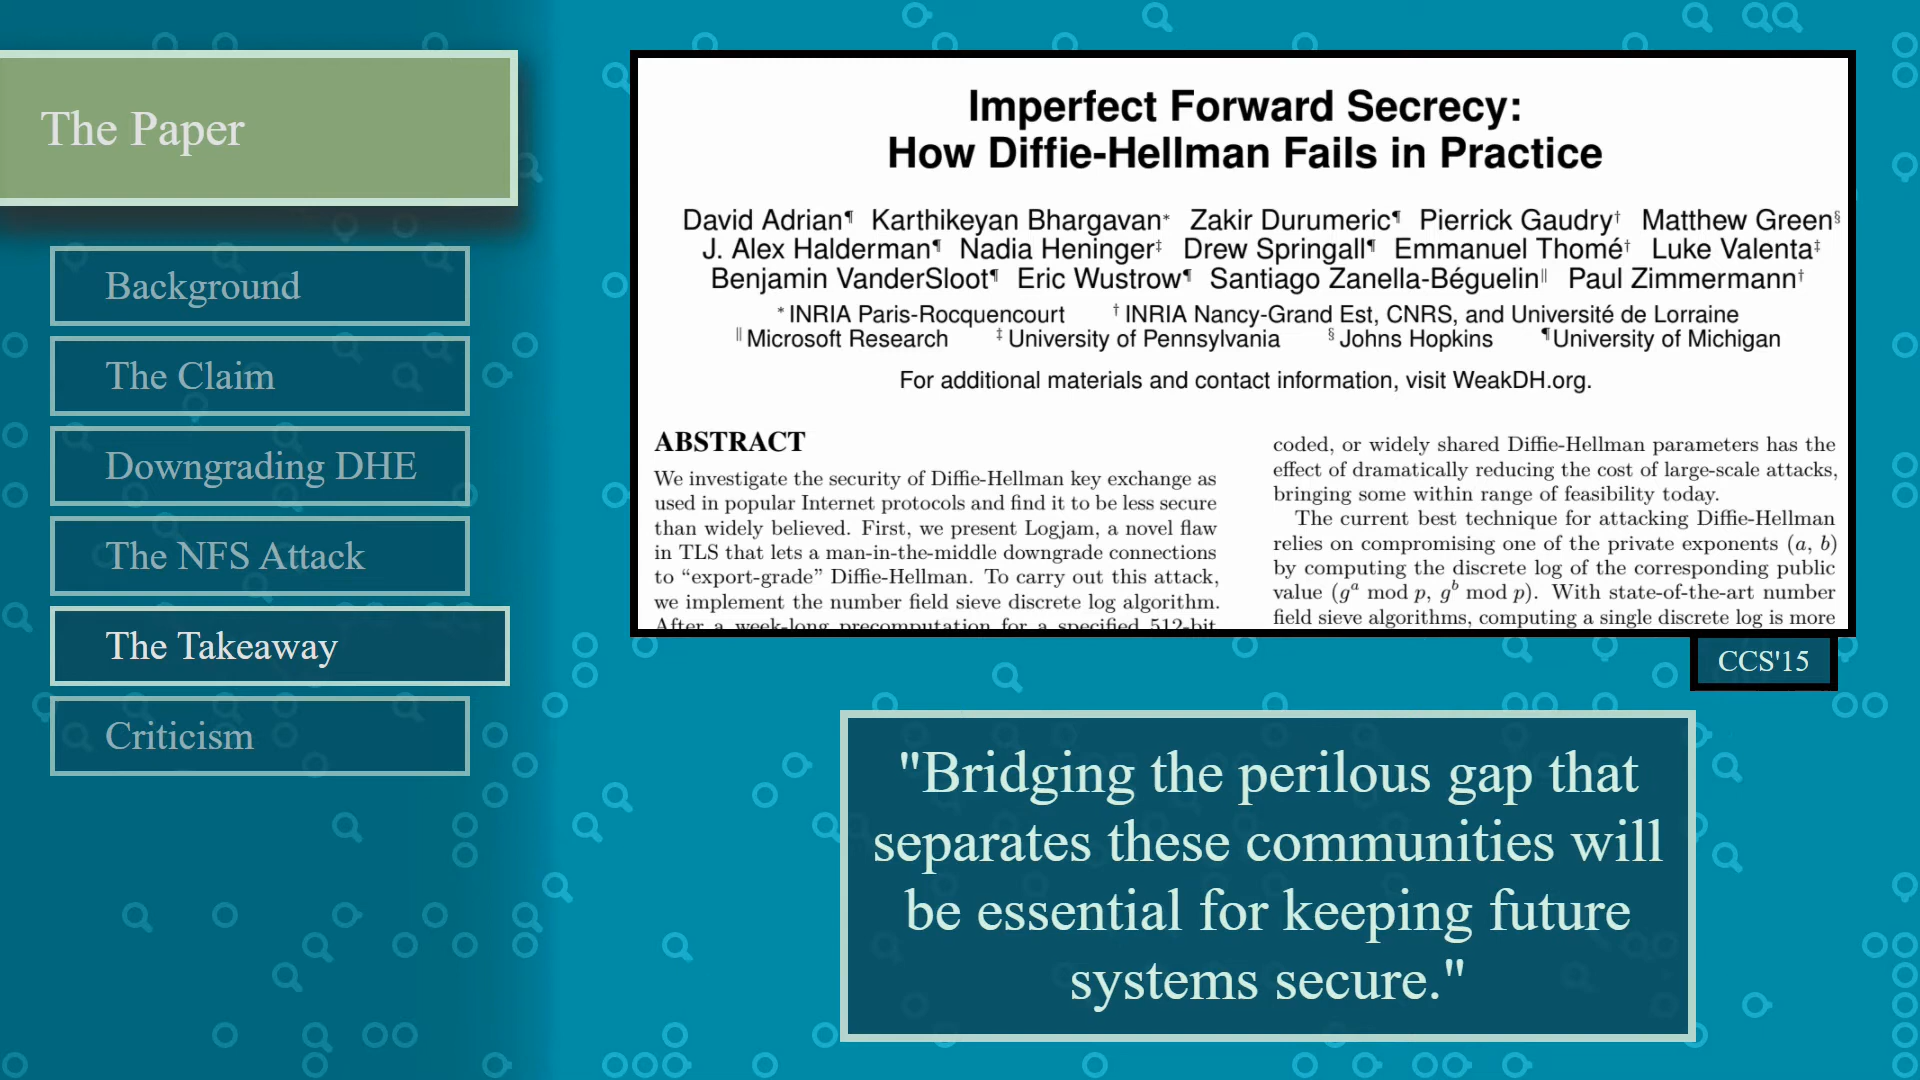 The Paper
Background
The Claim
Downgrading DHE
The NFS Attack
The Takeaway
Criticism
Imperfect Forward Secrecy:
How Diffie-Hellman Fails in Practice
David Adrian¶ Karthikeyan Bhargavan* Zakir Durumeric¶ Pierrick Gaudry† Matthew Green§
J. Alex Halderman¶ Nadia Heninger‡ Drew Springall¶ Emmanuel Thomé† Luke Valenta‡
Benjamin VanderSloot¶ Eric Wustrow¶ Santiago Zanella-Béguelin‖ Paul Zimmermann†
*INRIA Paris-Rocquencourt †INRIA Nancy-Grand Est, CNRS, and Université de Lorraine
‖Microsoft Research ‡University of Pennsylvania §Johns Hopkins ¶University of Michigan
For additional materials and contact information, visit WeakDH.org.
ABSTRACT
We investigate the security of Diffie-Hellman key exchange as
used in popular Internet protocols and find it to be less secure
than widely believed. First, we present Logjam, a novel flaw
in TLS that lets a man-in-the-middle downgrade connections
to “export-grade” Diffie-Hellman. To carry out this attack,
we implement the number field sieve discrete log algorithm.
After a week-long precomputation for a specified 512-bit
coded, or widely shared Diffie-Hellman parameters has the
effect of dramatically reducing the cost of large-scale attacks,
bringing some within range of feasibility today.
The current best technique for attacking Diffie-Hellman
relies on compromising one of the private exponents (a, b)
by computing the discrete log of the corresponding public
value (g^a mod p, g^b mod p). With state-of-the-art number
field sieve algorithms, computing a single discrete log is more
CCS'15
"Bridging the perilous gap that
separates these communities will
be essential for keeping future
systems secure."